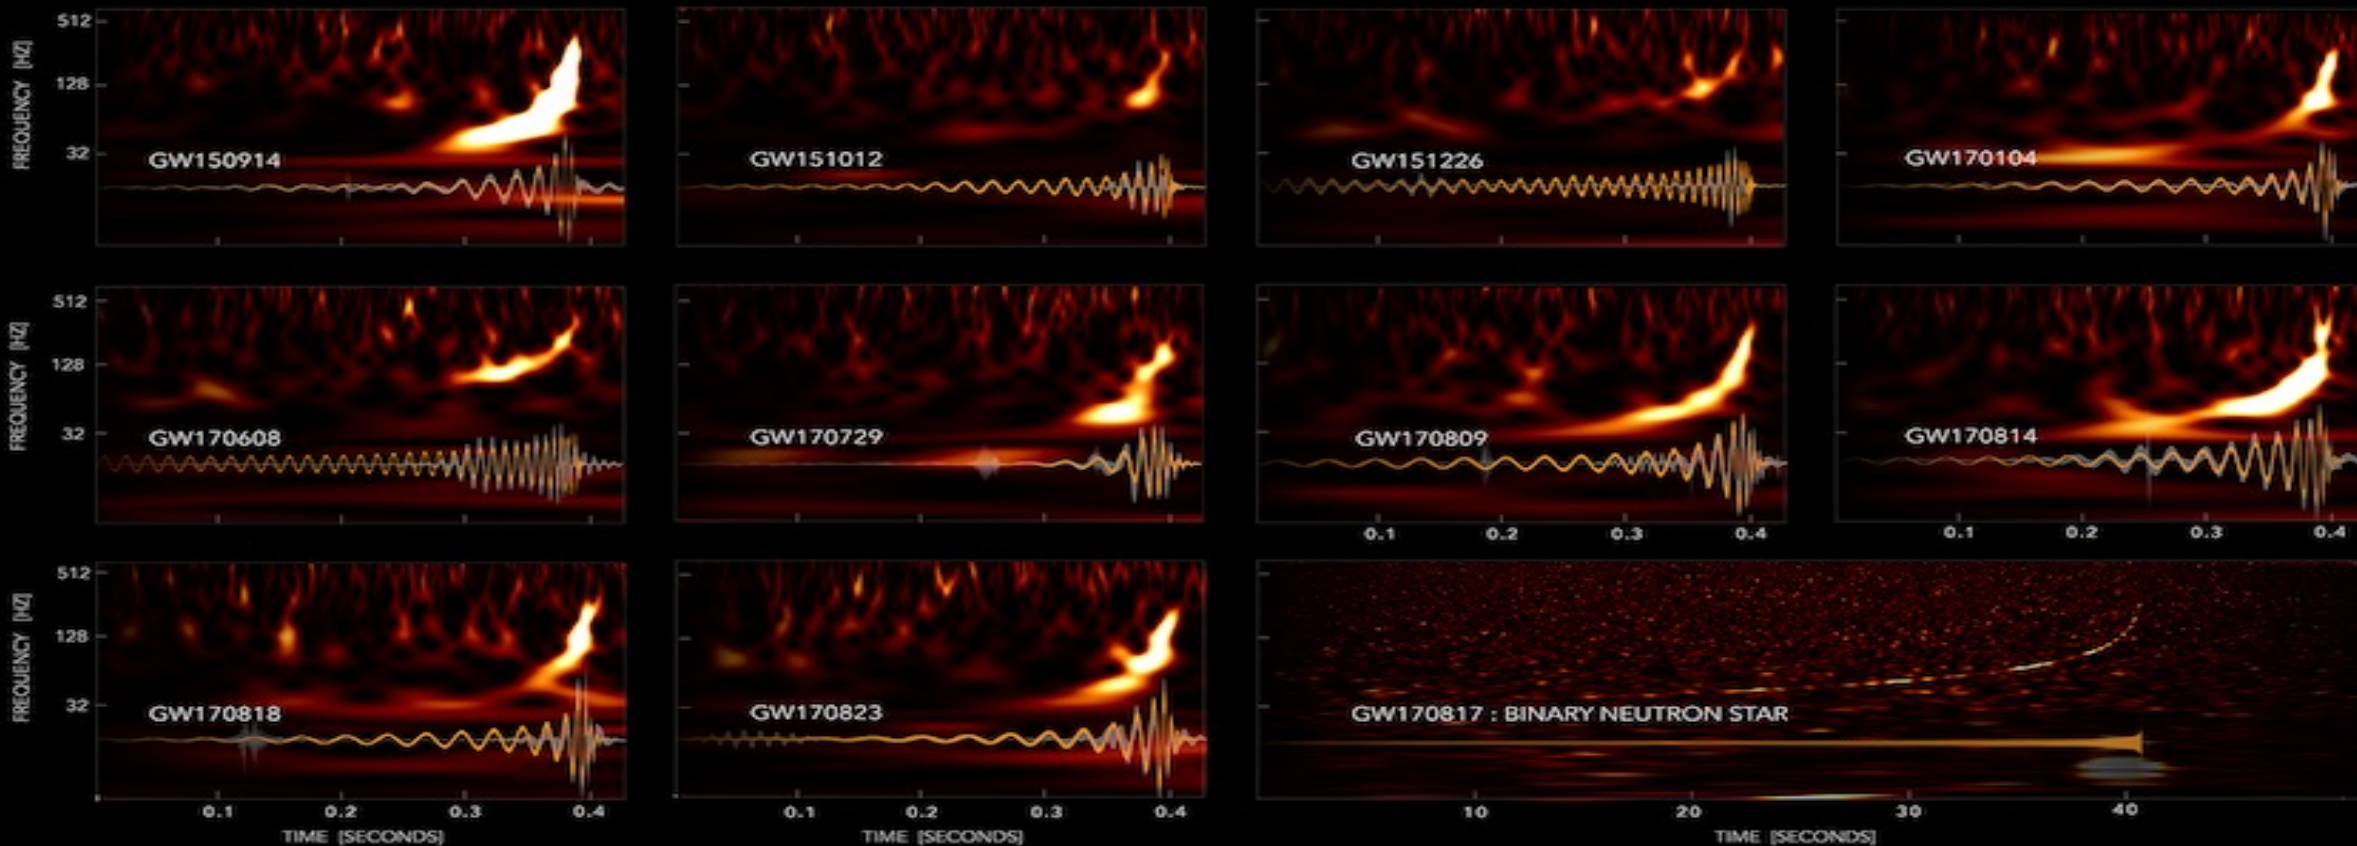 FREQUENCY [HZ]
512
128
32
GW150914
GW151012
GW151226
GW170104
FREQUENCY [HZ]
512
128
32
GW170608
GW170729
GW170809
GW170814
0.1 0.2 0.3 0.4
0.1 0.2 0.3 0.4
FREQUENCY [HZ]
512
128
32
GW170818
GW170823
GW170817 : BINARY NEUTRON STAR
0.1 0.2 0.3 0.4
0.1 0.2 0.3 0.4
10 20 30 40
TIME [SECONDS]
TIME [SECONDS]
TIME [SECONDS]